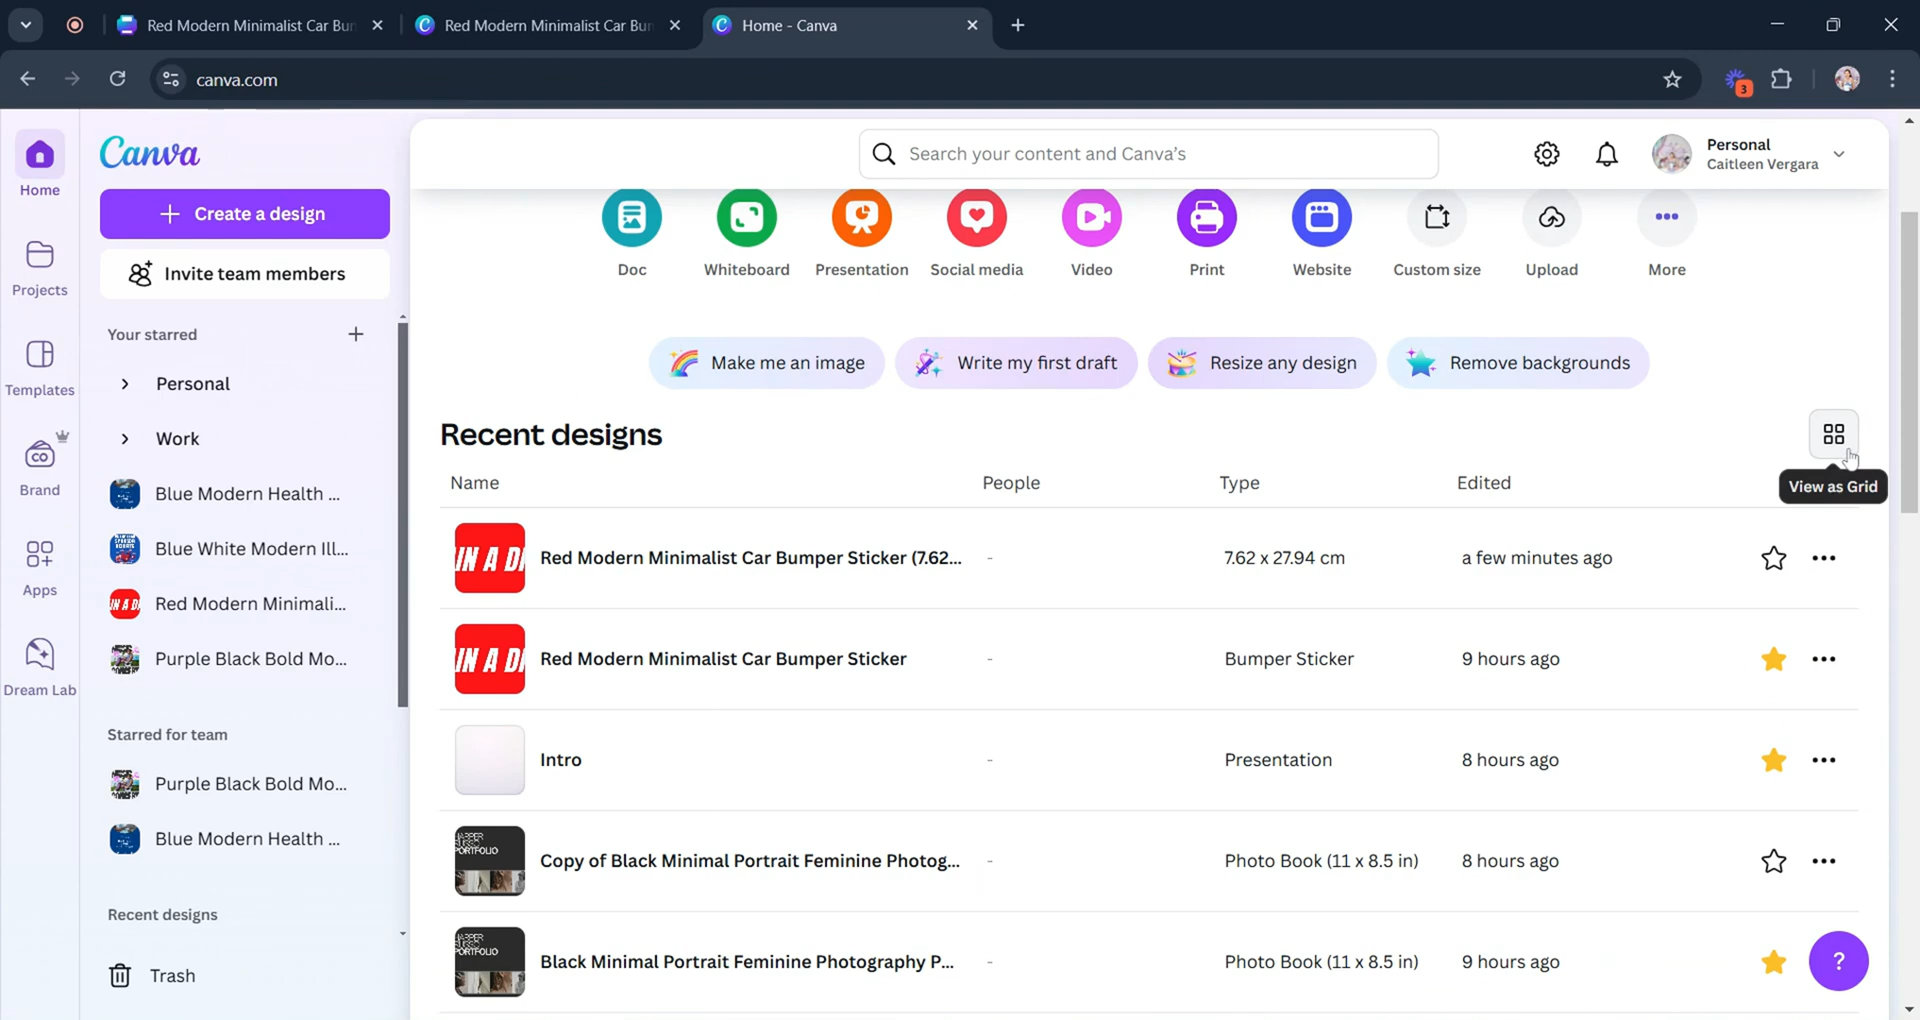 Red Modern Minimalist Car Bun
Red Modern Minimalist Car Bun
Home - Canva
canva.com
3
Home
Canva
Search your content and Canva's
Personal
Caitleen Vergara
+ Create a design
Invite team members
Projects
Doc
Whiteboard
Presentation
Social media
Video
Print
Website
Custom size
Upload
More
Your starred
Personal
Templates
Make me an image
Write my first draft
Resize any design
Remove backgrounds
Work
Recent designs
Brand
CO
Blue Modern Health ...
Name
People
Type
Edited
View as Grid
Blue White Modern Ill...
IN A DI
Red Modern Minimalist Car Bumper Sticker (7.62...
-
7.62 x 27.94 cm
a few minutes ago
Apps
Red Modern Minimali...
IN A DI
Red Modern Minimalist Car Bumper Sticker
-
Bumper Sticker
9 hours ago
Purple Black Bold Mo...
Dream Lab
Starred for team
Intro
-
Presentation
8 hours ago
Purple Black Bold Mo...
Blue Modern Health ...
PORTFOLIO
Copy of Black Minimal Portrait Feminine Photog...
-
Photo Book (11 x 8.5 in)
8 hours ago
Recent designs
PORTFOLIO
Black Minimal Portrait Feminine Photography P...
-
Photo Book (11 x 8.5 in)
9 hours ago
?
Trash